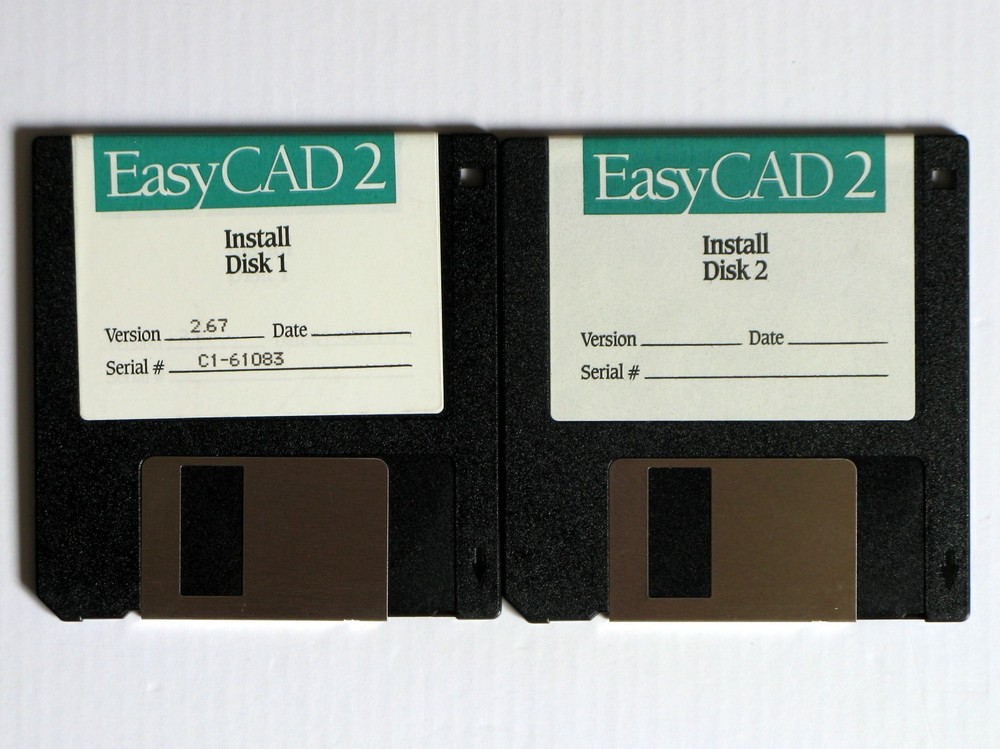 EasyCAD 2
Install
Disk 1
Version 2.67 Date
Serial # C1-61083
EasyCAD 2
Install
Disk 2
Version Date
Serial #